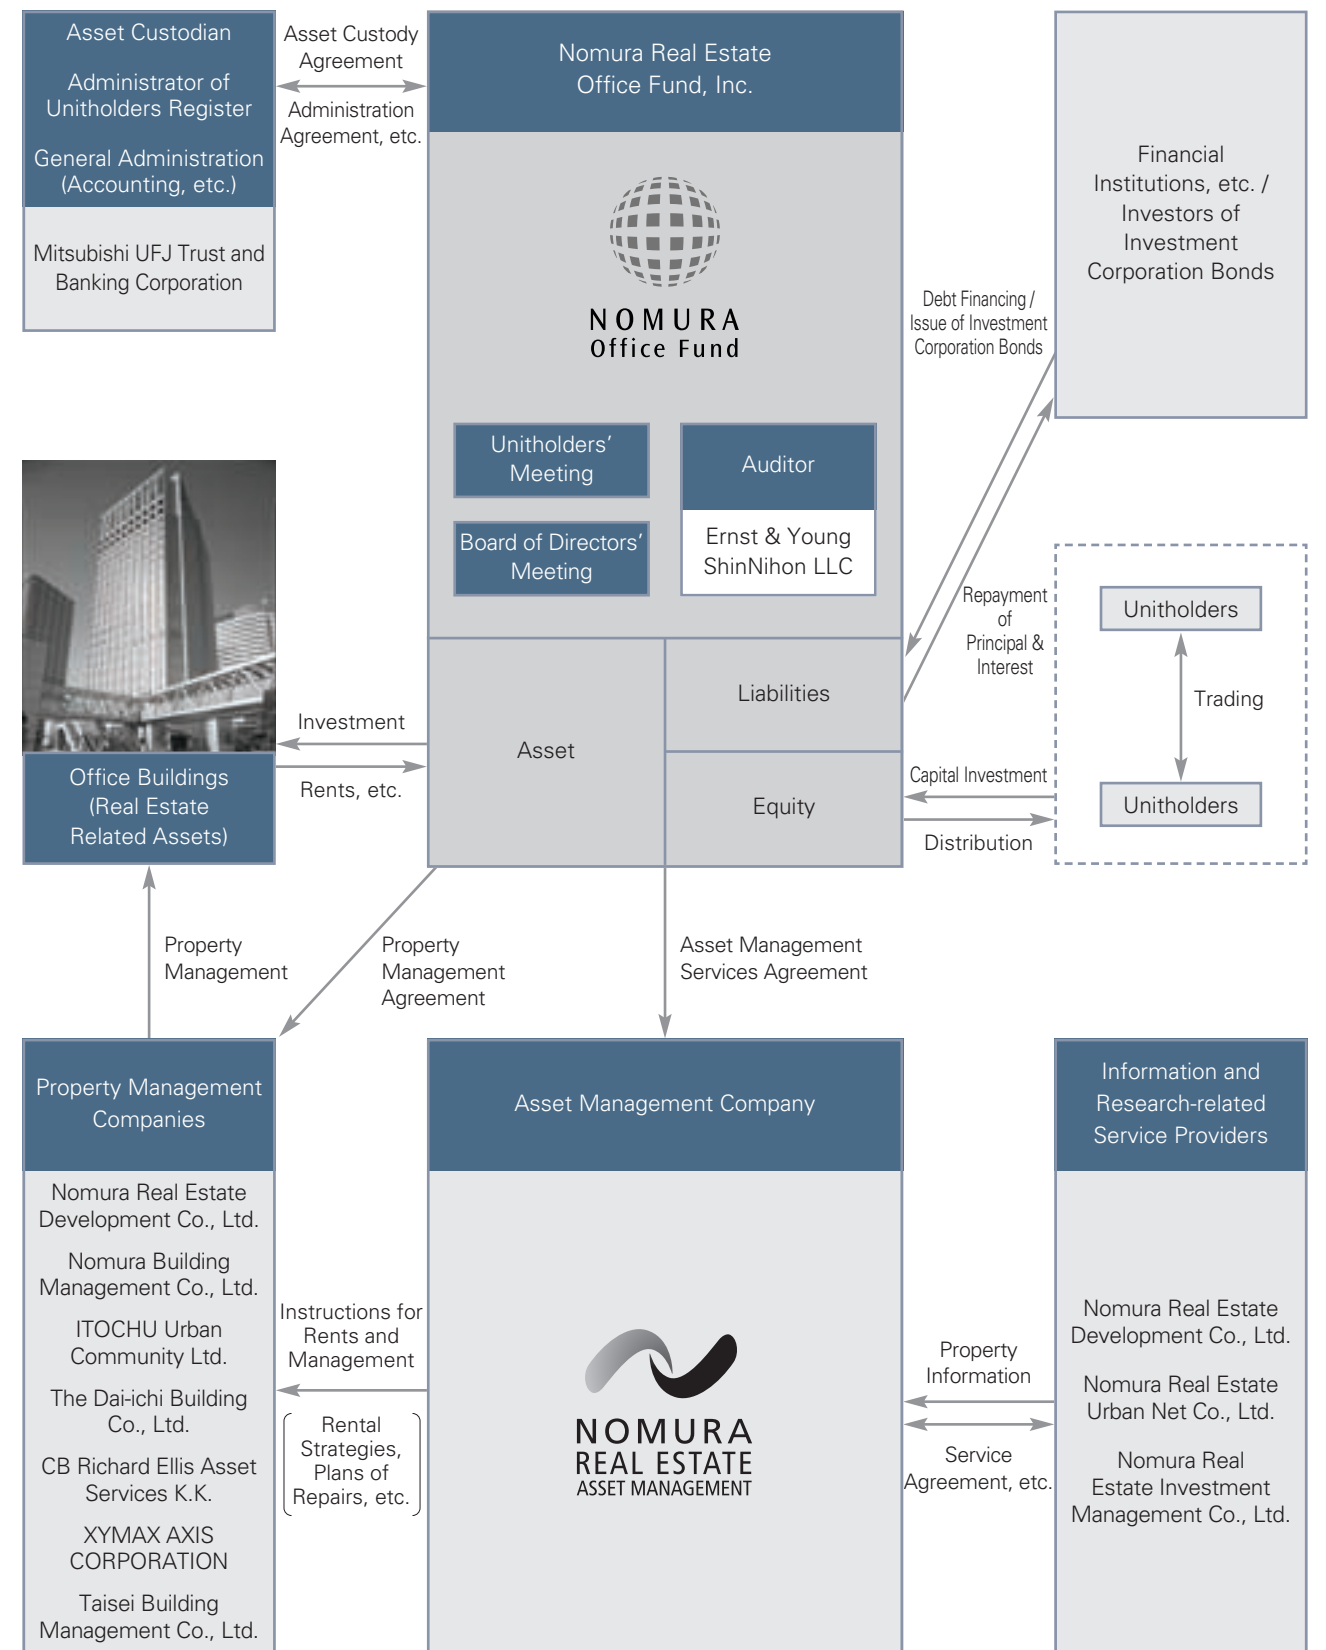 Asset Custodian
Administrator of
Unitholders Register
General Administration
(Accounting, etc.)
Mitsubishi UFJ Trust and
Banking Corporation
Asset Custody
Agreement
Administration
Agreement, etc.
Nomura Real Estate
Office Fund, Inc.
NOMURA
Office Fund
Unitholders’
Meeting
Board of Directors’
Meeting
Auditor
Ernst & Young
ShinNihon LLC
Financial
Institutions, etc. /
Investors of
Investment
Corporation Bonds
Debt Financing /
Issue of Investment
Corporation Bonds
Repayment
of
Principal &
Interest
Unitholders
Trading
Unitholders
Office Buildings
(Real Estate
Related Assets)
Investment
Rents, etc.
Asset
Liabilities
Equity
Capital Investment
Distribution
Property
Management
Property
Management
Agreement
Asset Management
Services Agreement
Property Management
Companies
Nomura Real Estate
Development Co., Ltd.
Nomura Building
Management Co., Ltd.
ITOCHU Urban
Community Ltd.
The Dai-ichi Building
Co., Ltd.
CB Richard Ellis Asset
Services K.K.
XYMAX AXIS
CORPORATION
Taisei Building
Management Co., Ltd.
Instructions for
Rents and
Management
Rental
Strategies,
Plans of
Repairs, etc.
Asset Management Company
NOMURA
REAL ESTATE
ASSET MANAGEMENT
Property
Information
Service
Agreement, etc.
Information and
Research-related
Service Providers
Nomura Real Estate
Development Co., Ltd.
Nomura Real Estate
Urban Net Co., Ltd.
Nomura Real
Estate Investment
Management Co., Ltd.